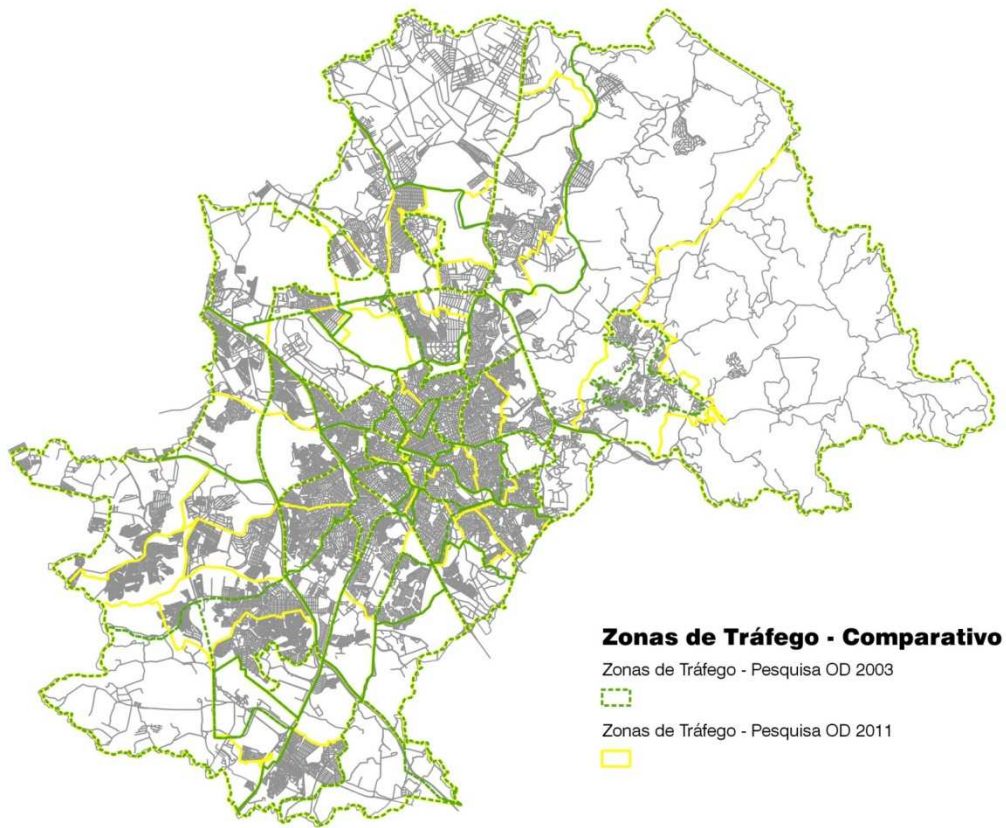 Zonas de Tráfego - Comparativo
Zonas de Tráfego - Pesquisa OD 2003
Zonas de Tráfego - Pesquisa OD 2011